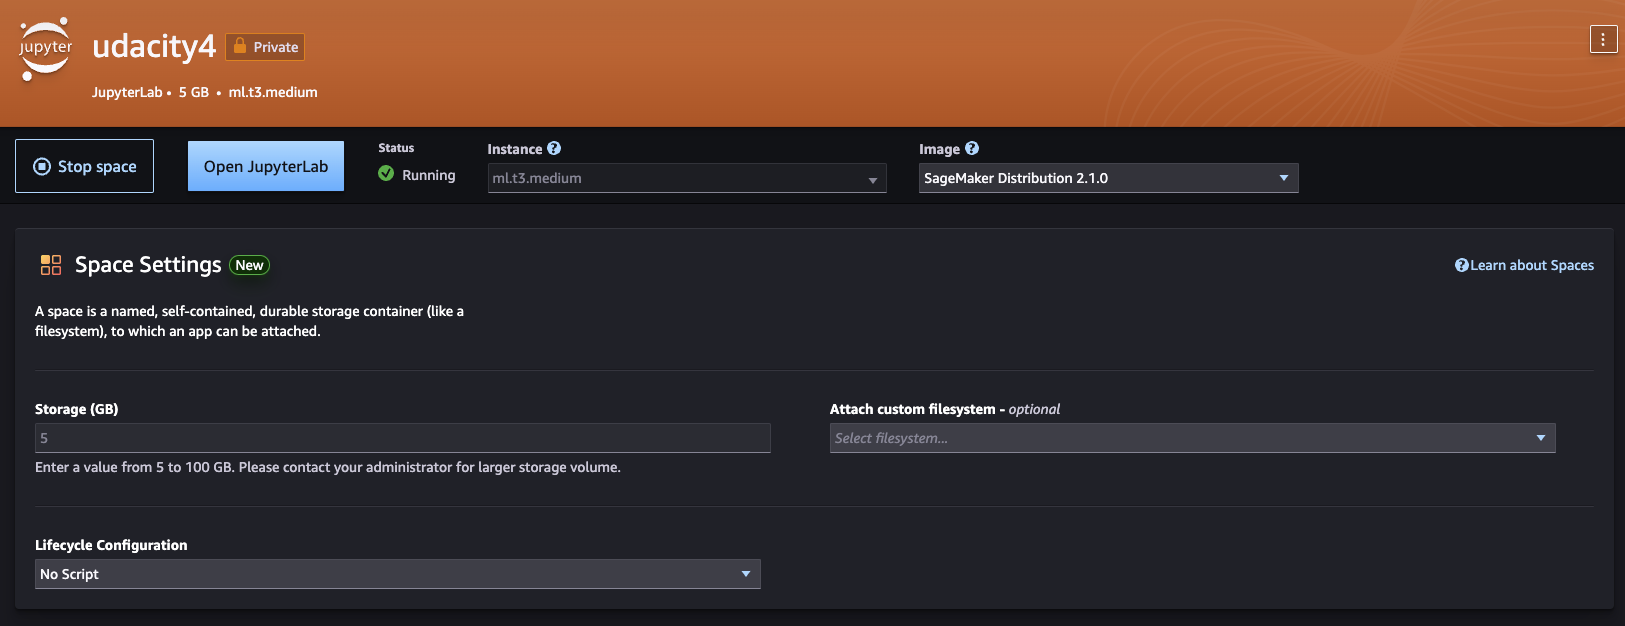 jupyter
udacity4
Private
JupyterLab • 5 GB • ml.t3.medium
Stop space
Open JupyterLab
Status
Running
Instance
ml.t3.medium
Image
SageMaker Distribution 2.1.0
Space Settings New
Learn about Spaces
A space is a named, self-contained, durable storage container (like a
filesystem), to which an app can be attached.
Storage (GB)
5
Enter a value from 5 to 100 GB. Please contact your administrator for larger storage volume.
Attach custom filesystem - optional
Select filesystem...
Lifecycle Configuration
No Script